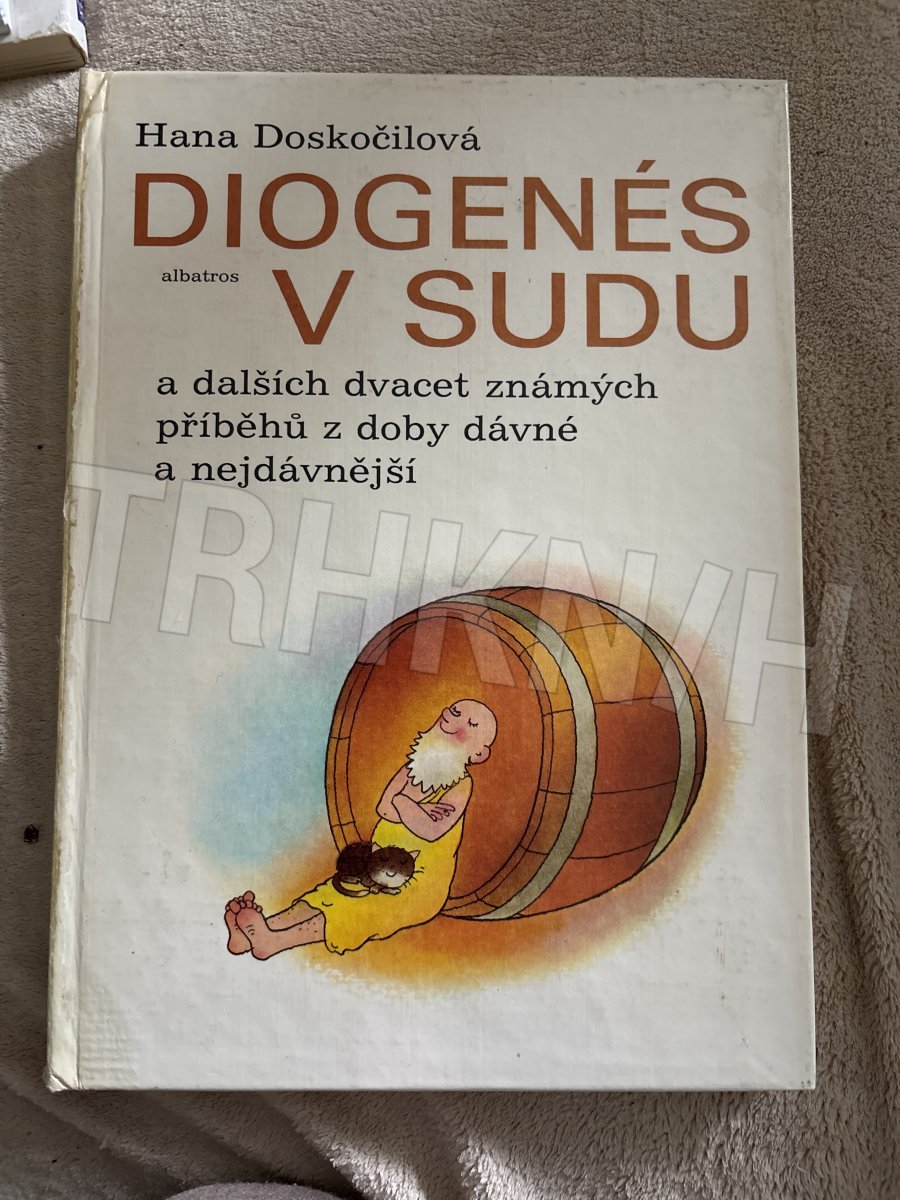 Hana Doskočilová
DIOGENÉS
albatros
V SUDU
a dalších dvacet známých
příběhů z doby dávné
a nejdávnější
TRHKNIH